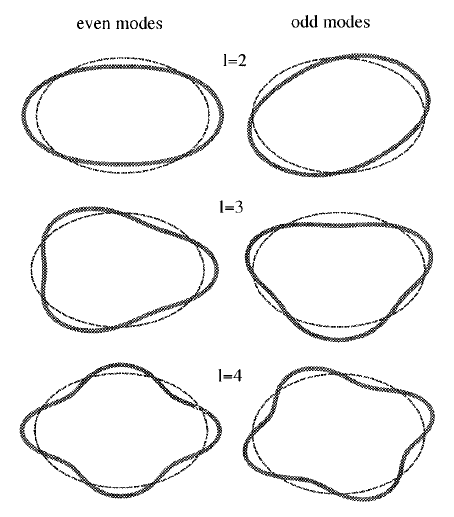 even modes odd modes
l=2
l=3
l=4